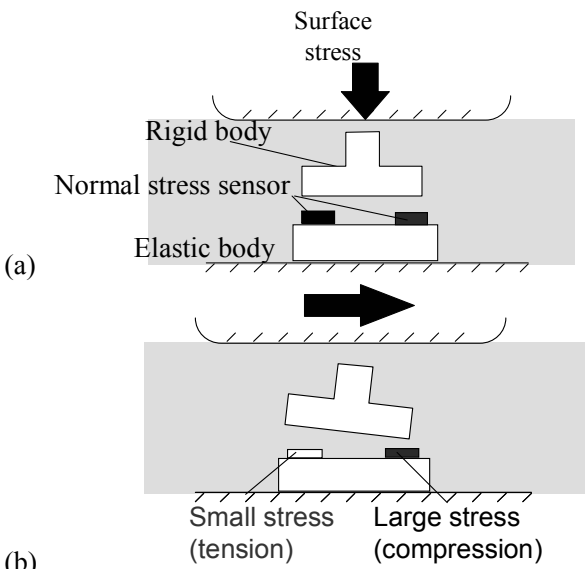 Surface
stress
Rigid body
Normal stress sensor
Elastic body
(a)
Small stress
(tension)
Large stress
(compression)
(b)